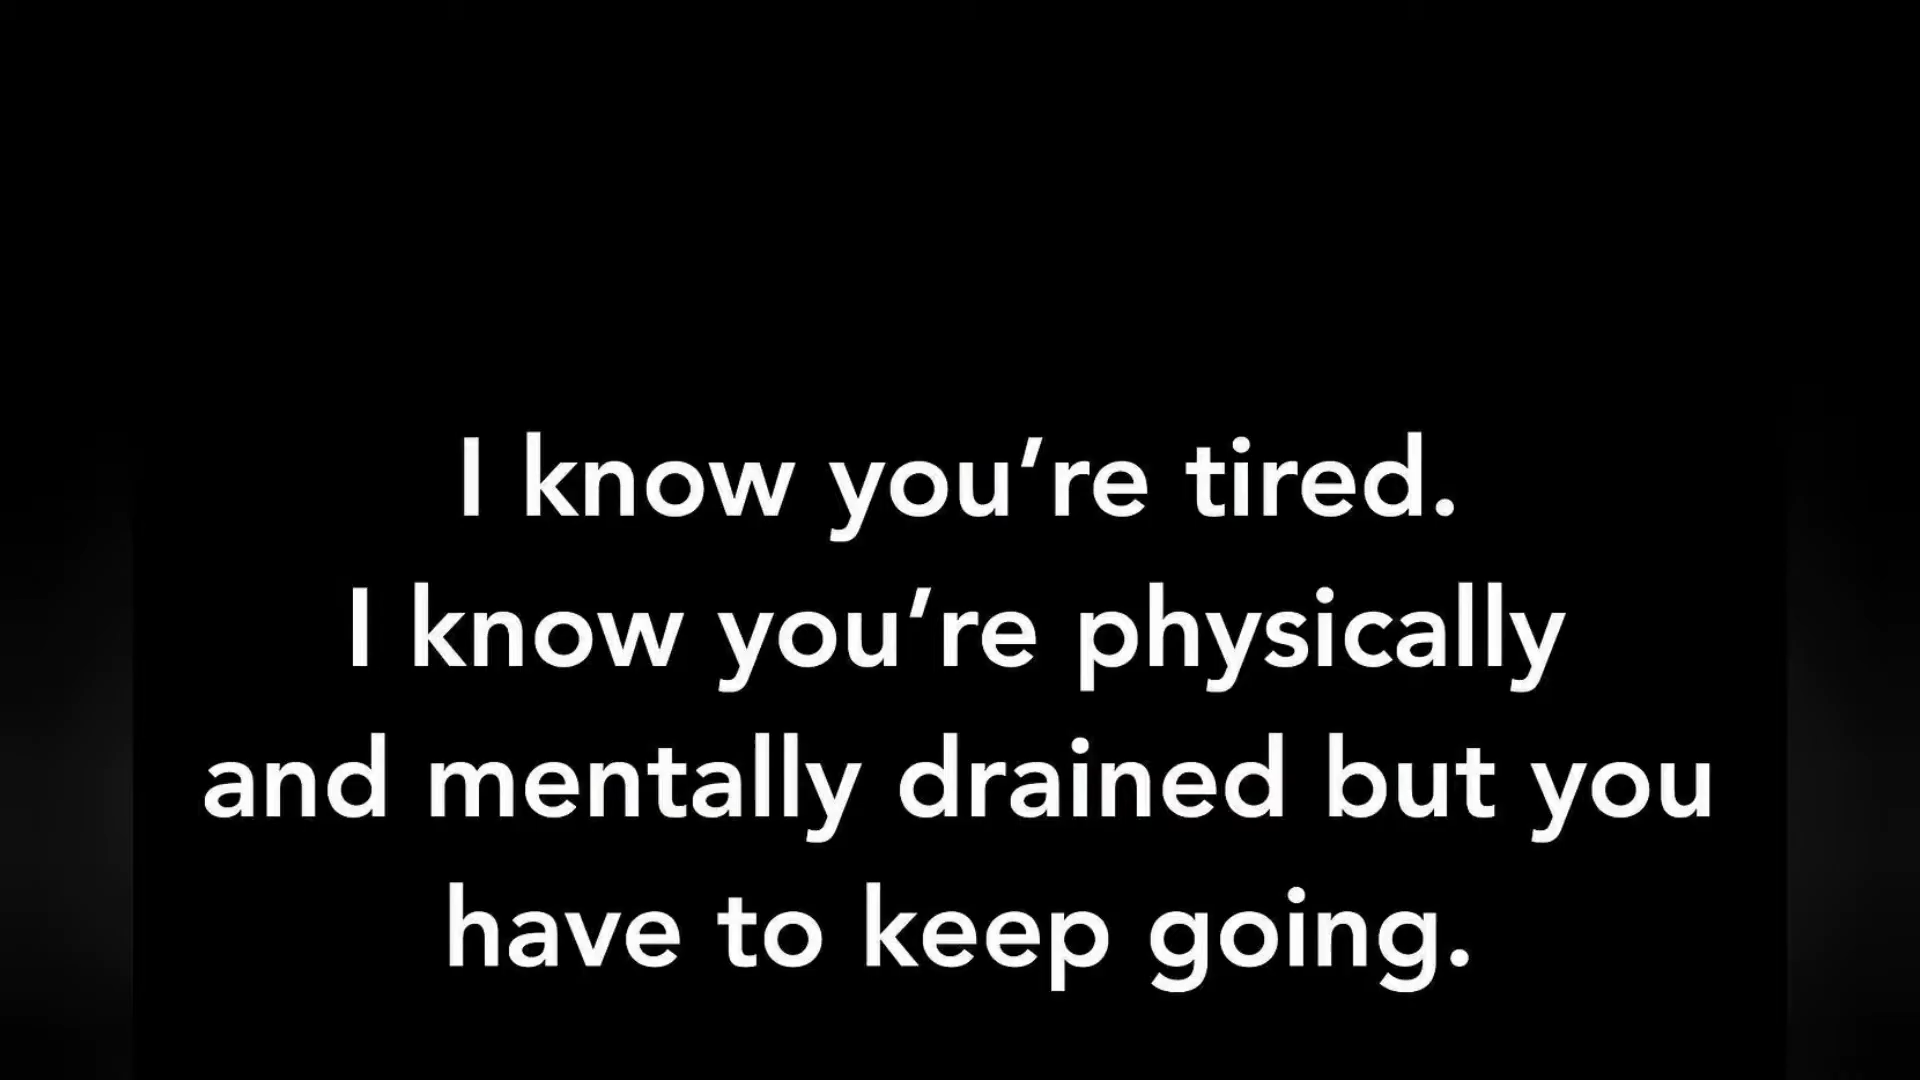 I know you’re tired.
I know you’re physically
and mentally drained but you
have to keep going.